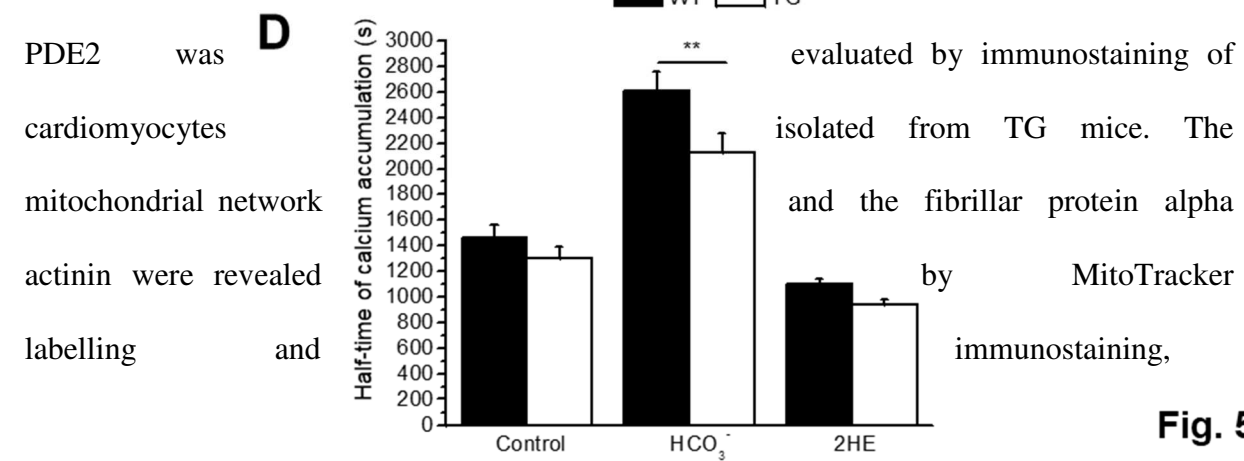 WT TG
D
PDE2 was evaluated by immunostaining of
cardiomyocytes isolated from TG mice. The
mitochondrial network and the fibrillar protein alpha
actinin were revealed by MitoTracker
labelling and immunostaining,
Half-time of calcium accumulation (s)
3000
2800
2600
2400
2200
2000
1800
1600
1400
1200
1000
800
600
400
200
0
**
Control HCO3- 2HE
Fig. 5